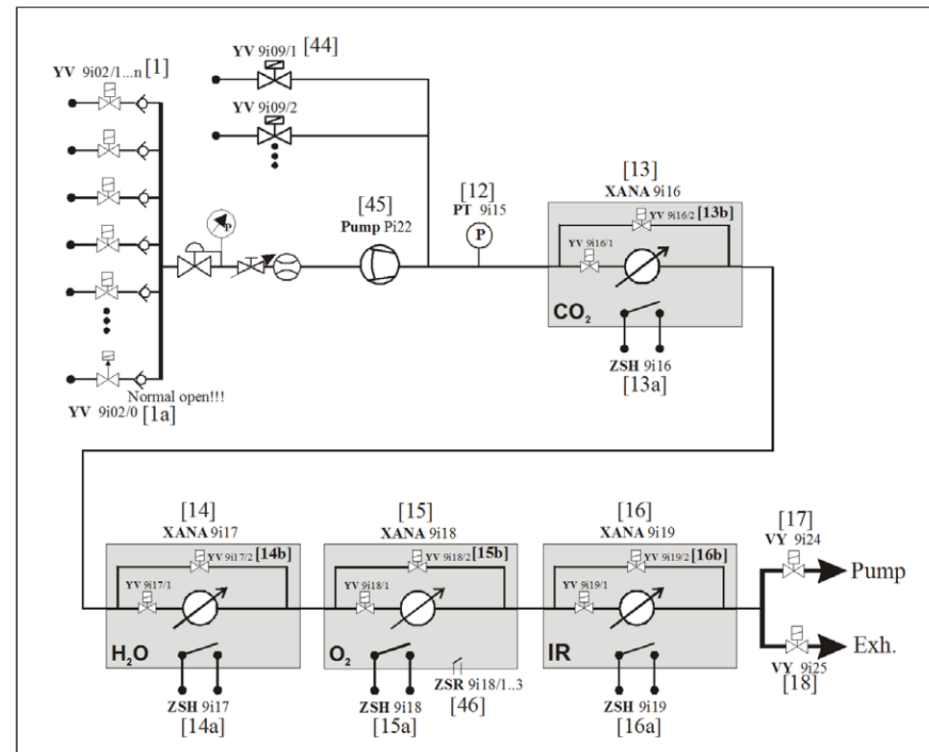 YV 9i09/1 [44]
YV 9i02/1...n [1]
YV 9i09/2
[13]
XANA 9i16
[12]
PT 9i15
[45]
Pump Pi22
P
P
YV 9i16/2 [13b]
YV 9i16/1
CO₂
ZSH 9i16
[13a]
Normal open!!!
YV 9i02/0 [1a]
[14]
XANA 9i17
[15]
XANA 9i18
[16]
XANA 9i19
[17]
VY 9i24
YV 9i17/2 [14b]
YV 9i17/1
YV 9i18/2 [15b]
YV 9i18/1
YV 9i19/2 [16b]
YV 9i19/1
Pump
H₂O
O₂
IR
Exh.
ZSH 9i17
[14a]
ZSH 9i18
[15a]
ZSR 9i18/1..3
[46]
ZSH 9i19
[16a]
VY 9i25
[18]